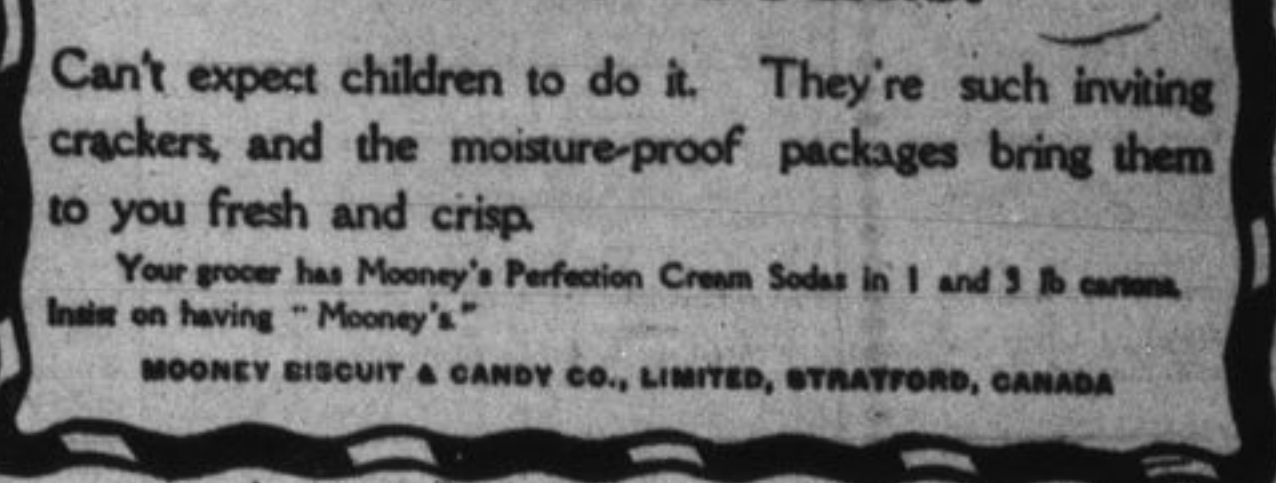 Can't expect children to do it. They're such inviting
crackers, and the moisture-proof packages bring them
to you fresh and crisp.
Your grocer has Mooney's Perfection Cream Sodas in 1 and 3 lb cartons.
Insist on having "Mooney's."
MOONEY BISCUIT & CANDY CO., LIMITED, STRATFORD, CANADA